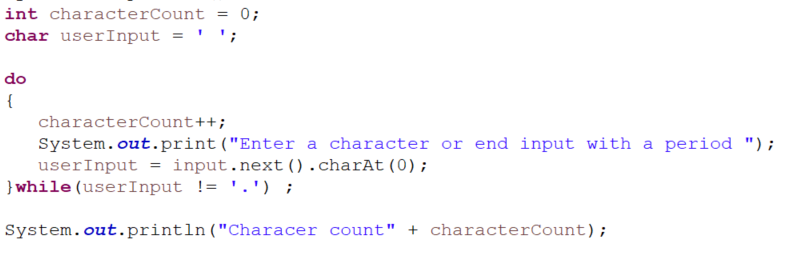 int characterCount = 0;
char userInput = ' ';
do
{
characterCount++;
System.out.print("Enter a character or end input with a period ");
userInput = input.next().charAt(0);
}while(userInput != '.') ;
System.out.println("Characer count" + characterCount);